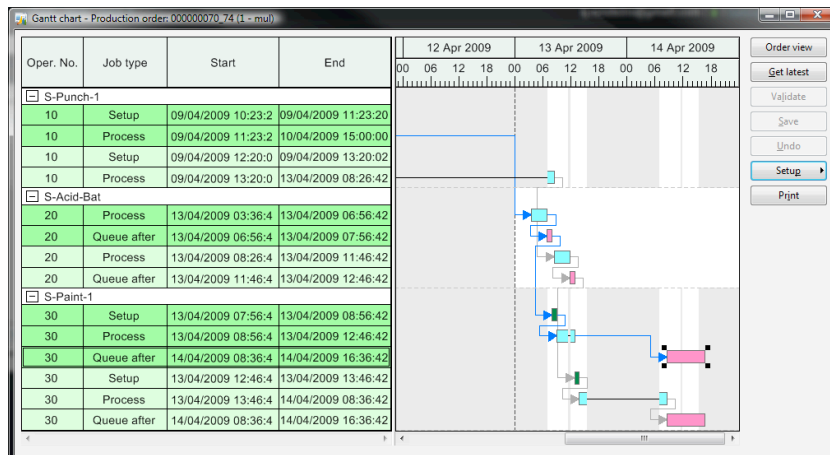 Gantt chart - Production order: 000000070_74 (1 - mul)
Oper. No. Job type Start End
12 Apr 2009 13 Apr 2009 14 Apr 2009
00 06 12 18 00 06 12 18 00 06 12 18
S-Punch-1
10 Setup 09/04/2009 10:23:2 09/04/2009 11:23:20
10 Process 09/04/2009 11:23:2 10/04/2009 15:00:00
10 Setup 09/04/2009 12:20:0 09/04/2009 13:20:02
10 Process 09/04/2009 13:20:0 13/04/2009 08:26:42
S-Acid-Bat
20 Process 13/04/2009 03:36:4 13/04/2009 06:56:42
20 Queue after 13/04/2009 06:56:4 13/04/2009 07:56:42
20 Process 13/04/2009 08:26:4 13/04/2009 11:46:42
20 Queue after 13/04/2009 11:46:4 13/04/2009 12:46:42
S-Paint-1
30 Setup 13/04/2009 07:56:4 13/04/2009 08:56:42
30 Process 13/04/2009 08:56:4 13/04/2009 12:46:42
30 Queue after 14/04/2009 08:36:4 14/04/2009 16:36:42
30 Setup 13/04/2009 12:46:4 13/04/2009 13:46:42
30 Process 13/04/2009 13:46:4 14/04/2009 08:36:42
30 Queue after 14/04/2009 08:36:4 14/04/2009 16:36:42
Order view
Get latest
Validate
Save
Undo
Setup
Print